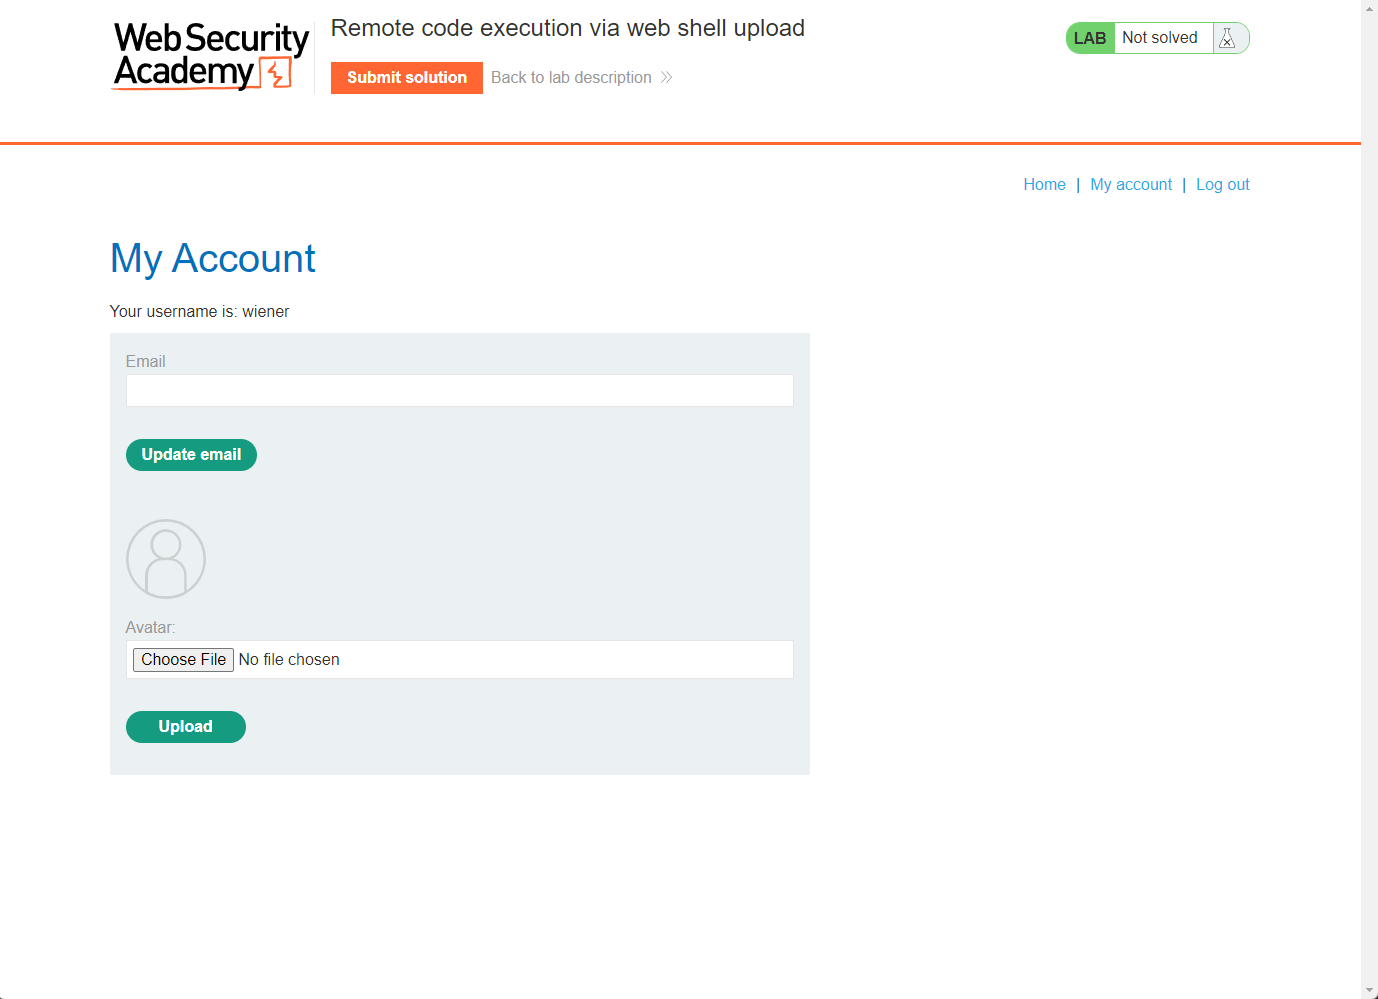 WebSecurity
Academy
Remote code execution via web shell upload
Submit solution
Back to lab description
LAB
Not solved
Home | My account | Log out
My Account
Your username is: wiener
Email
Update email
Avatar:
Choose File No file chosen
Upload